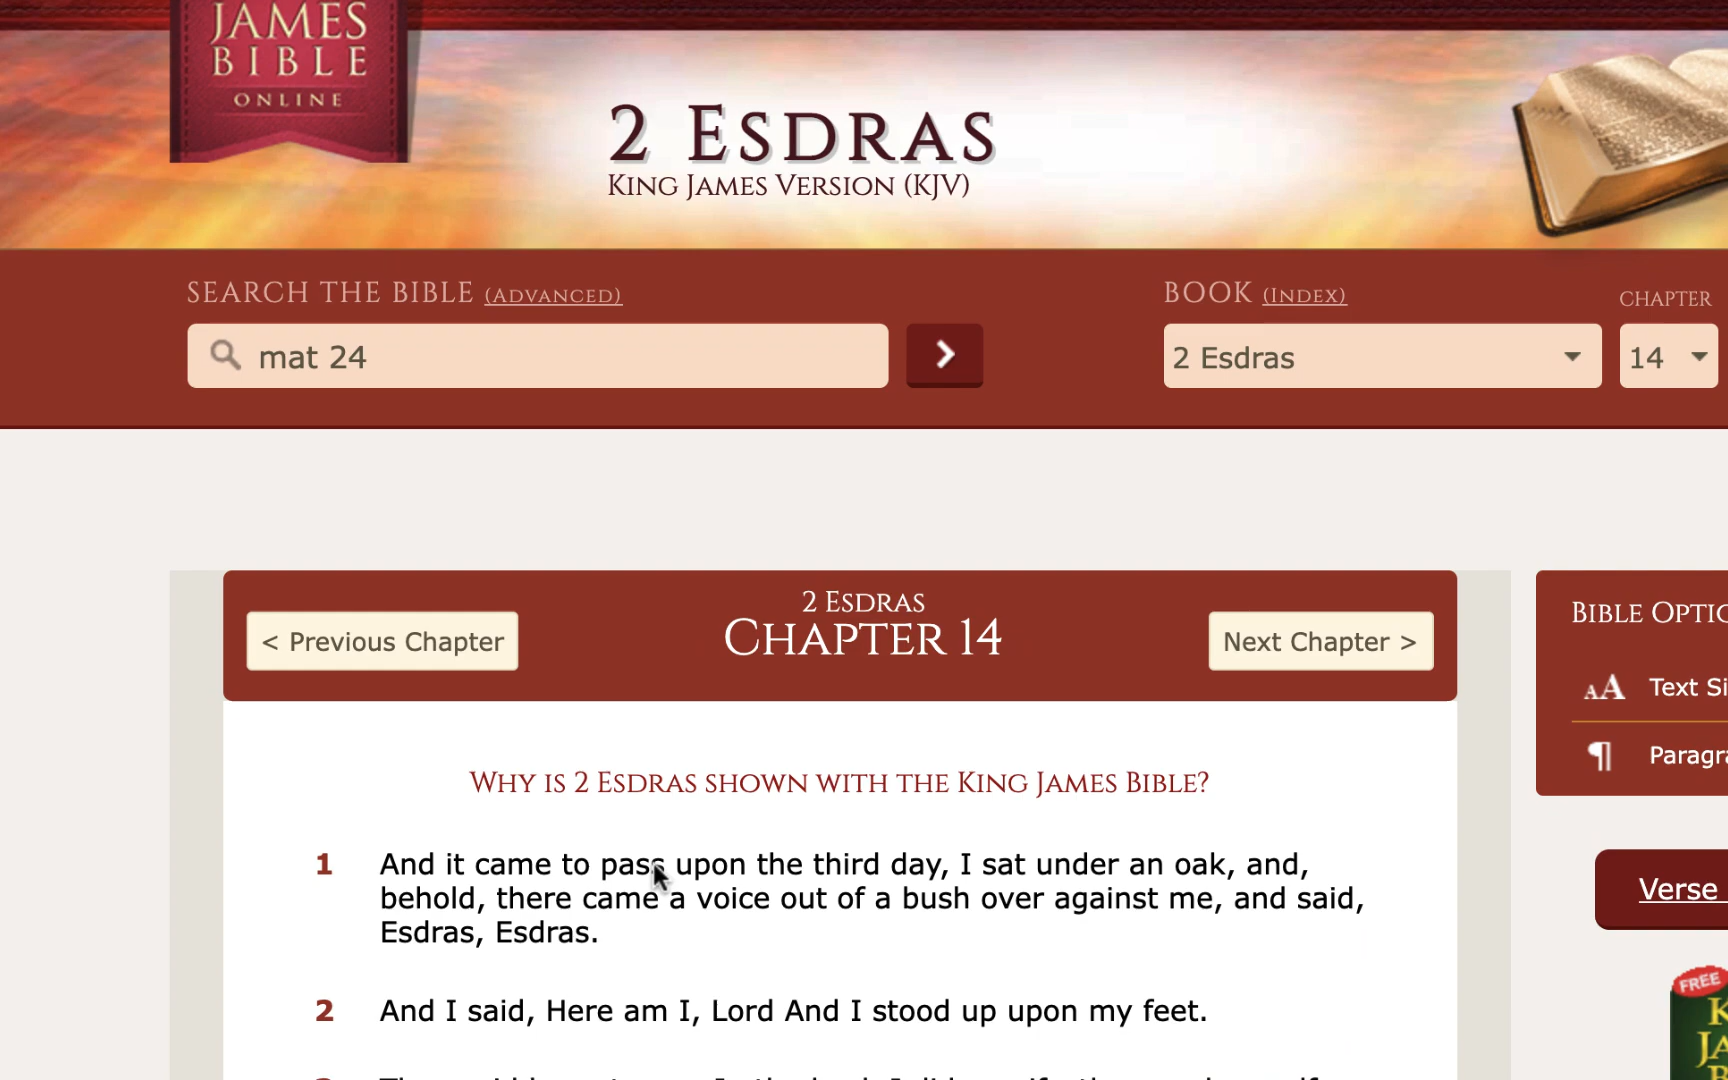 JAMES
BIBLE
ONLINE
2 ESDRAS
KING JAMES VERSION (KJV)
SEARCH THE BIBLE (ADVANCED)
mat 24
BOOK (INDEX)
2 Esdras
CHAPTER
14
< Previous Chapter
2 ESDRAS
CHAPTER 14
Next Chapter >
BIBLE
Text
WHY IS 2 ESDRAS SHOWN WITH THE KING JAMES BIBLE?
1 And it came to pass upon the third day, I sat under an oak, and,
behold, there came a voice out of a bush over against me, and said,
Esdras, Esdras.
2 And I said, Here am I, Lord And I stood up upon my feet.
Verse
FREE